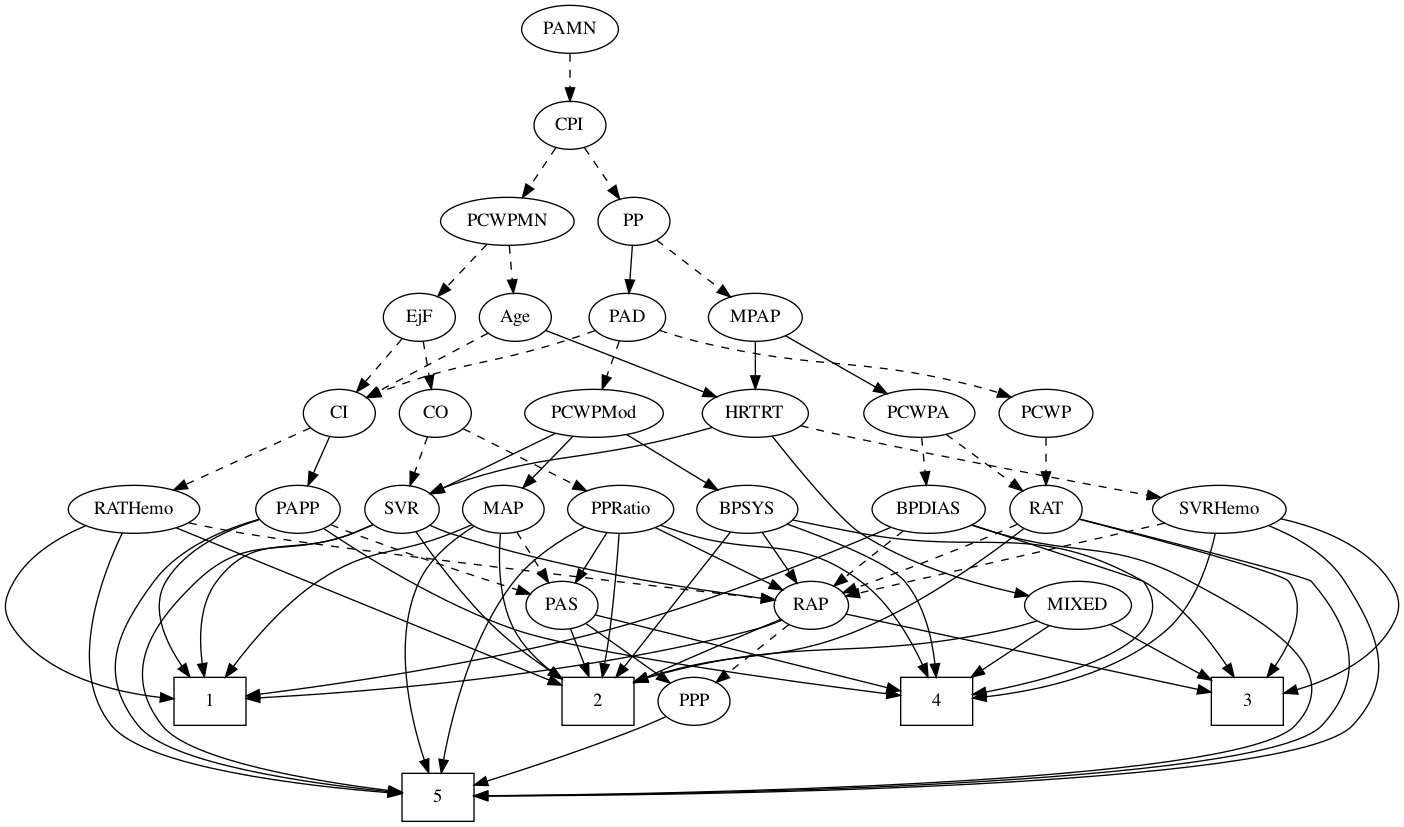 PAMN
CPI
PCWPMN
PP
EjF
Age
PAD
MPAP
CI
CO
PCWPMod
HRTRT
PCWPA
PCWP
RATHemo
PAPP
SVR
MAP
PPRatio
BPSYS
BPDIAS
RAT
SVRHemo
PAS
RAP
MIXED
1
2
PPP
4
3
5